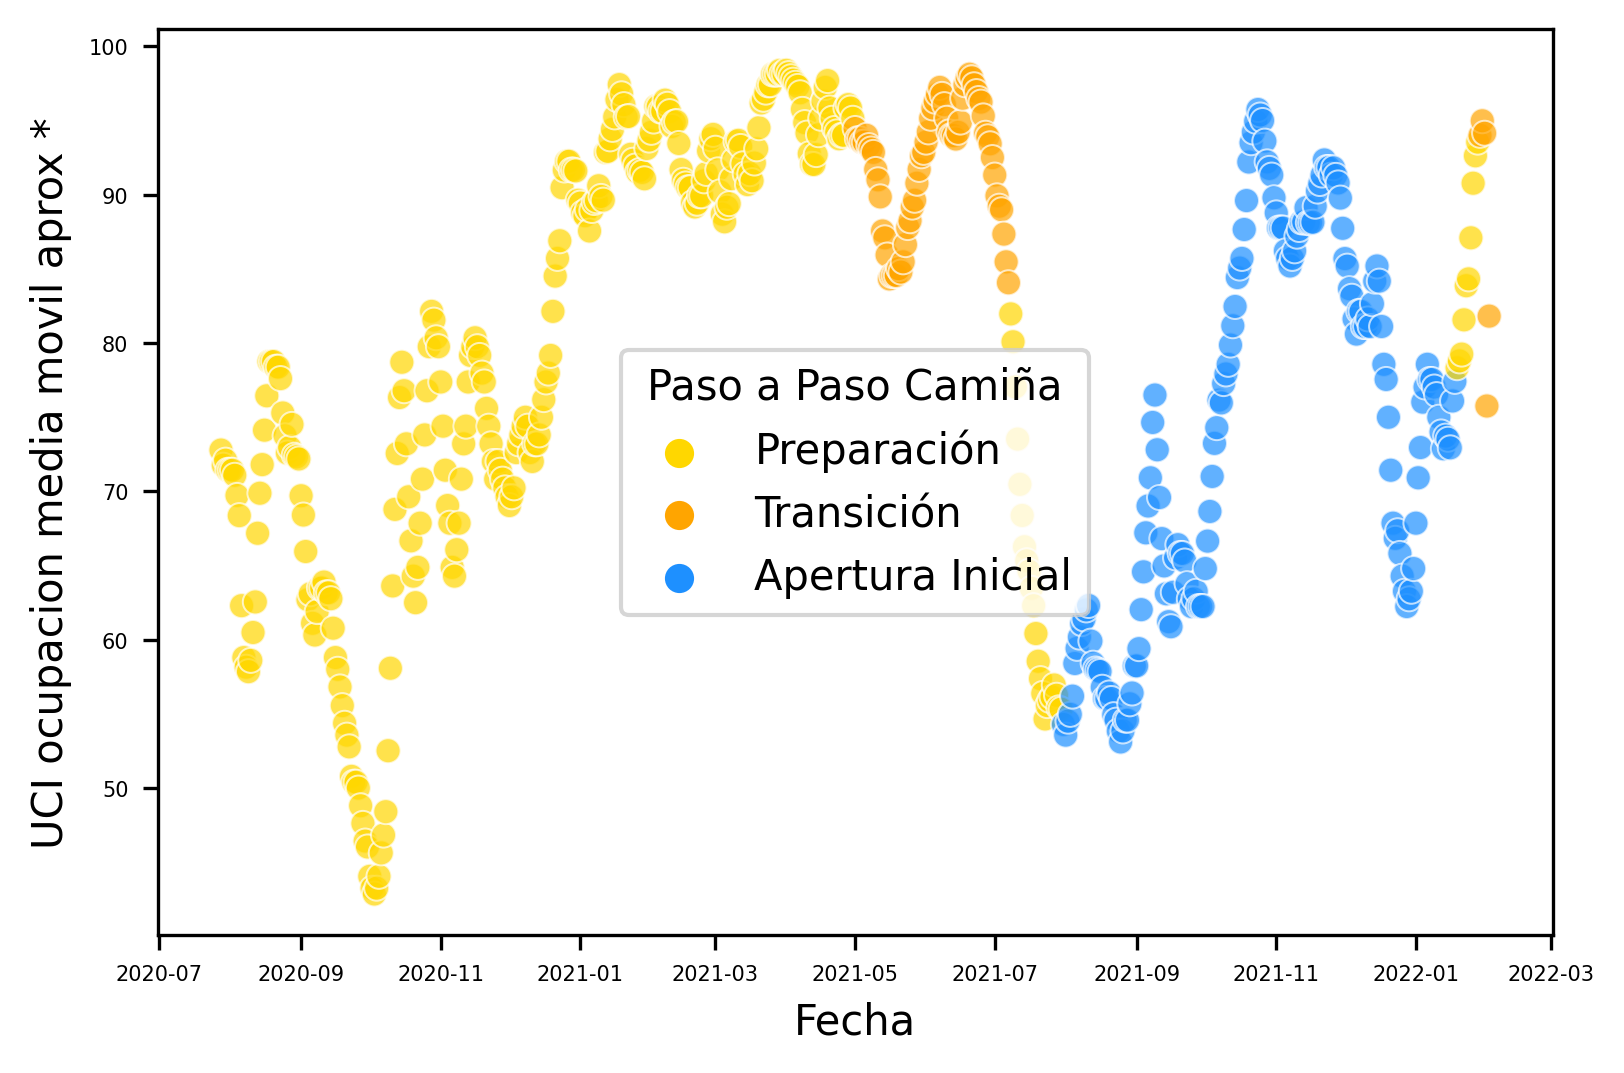 UCI ocupacion media movil aprox *
100
90
80
70
60
50
Paso a Paso Camiña
Preparación
Transición
Apertura Inicial
2020-07 2020-09 2020-11 2021-01 2021-03 2021-05 2021-07 2021-09 2021-11 2022-01 2022-03
Fecha